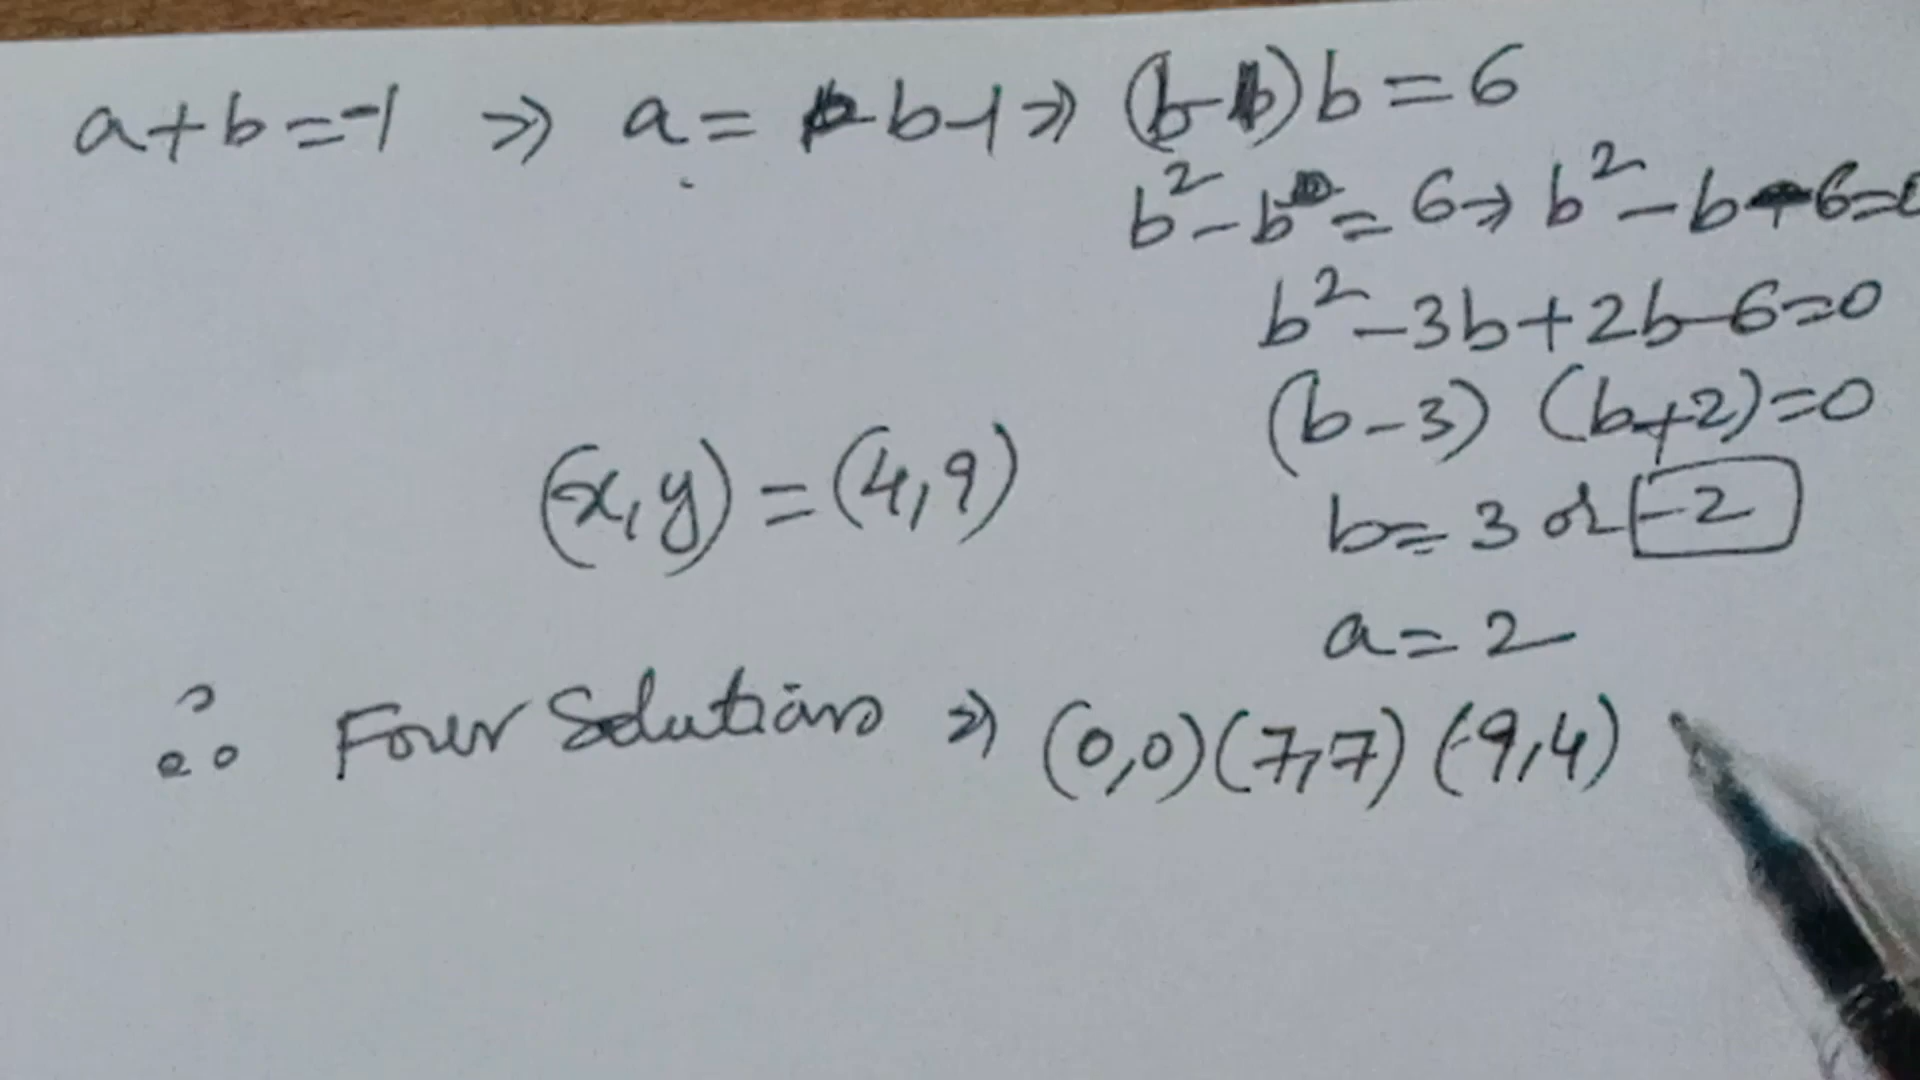 a+b=-1 ⇒ a = b-1 ⇒ (b-1)b=6
b²-b=6 → b²-b-6=0
b²-3b+2b-6=0
(b-3) (b+2)=0
(x,y)=(4,9)
b=3 or -2
a=2
∴ Four Solutions ⇒ (0,0)(7,7)(-9,4)